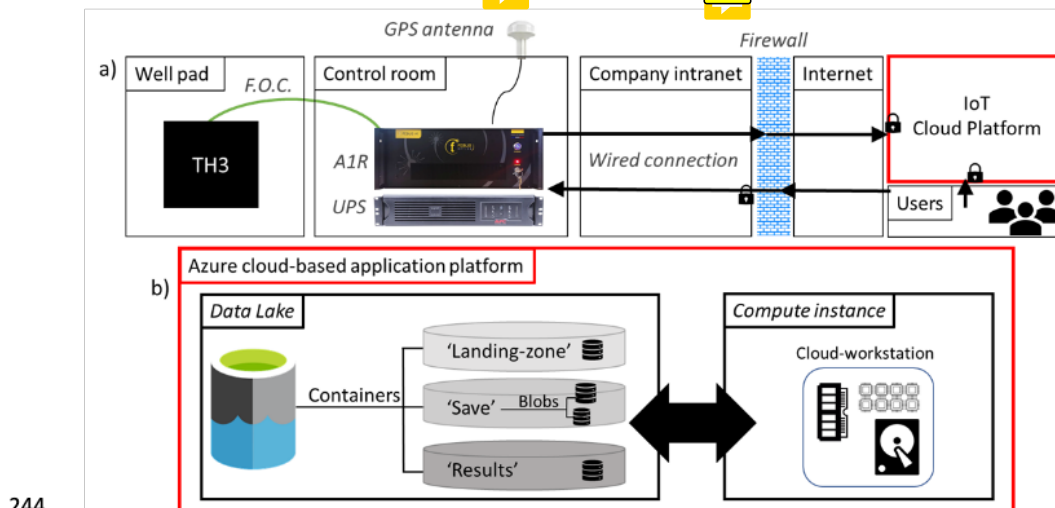 GPS antenna
Firewall
a)
Well pad
Control room
Company intranet
Internet
F.O.C.
IoT
Cloud Platform
TH3
A1R
Wired connection
UPS
Users
Azure cloud-based application platform
b)
Data Lake
Compute instance
'Landing-zone'
Cloud-workstation
Containers
'Save'
Blobs
'Results'
244